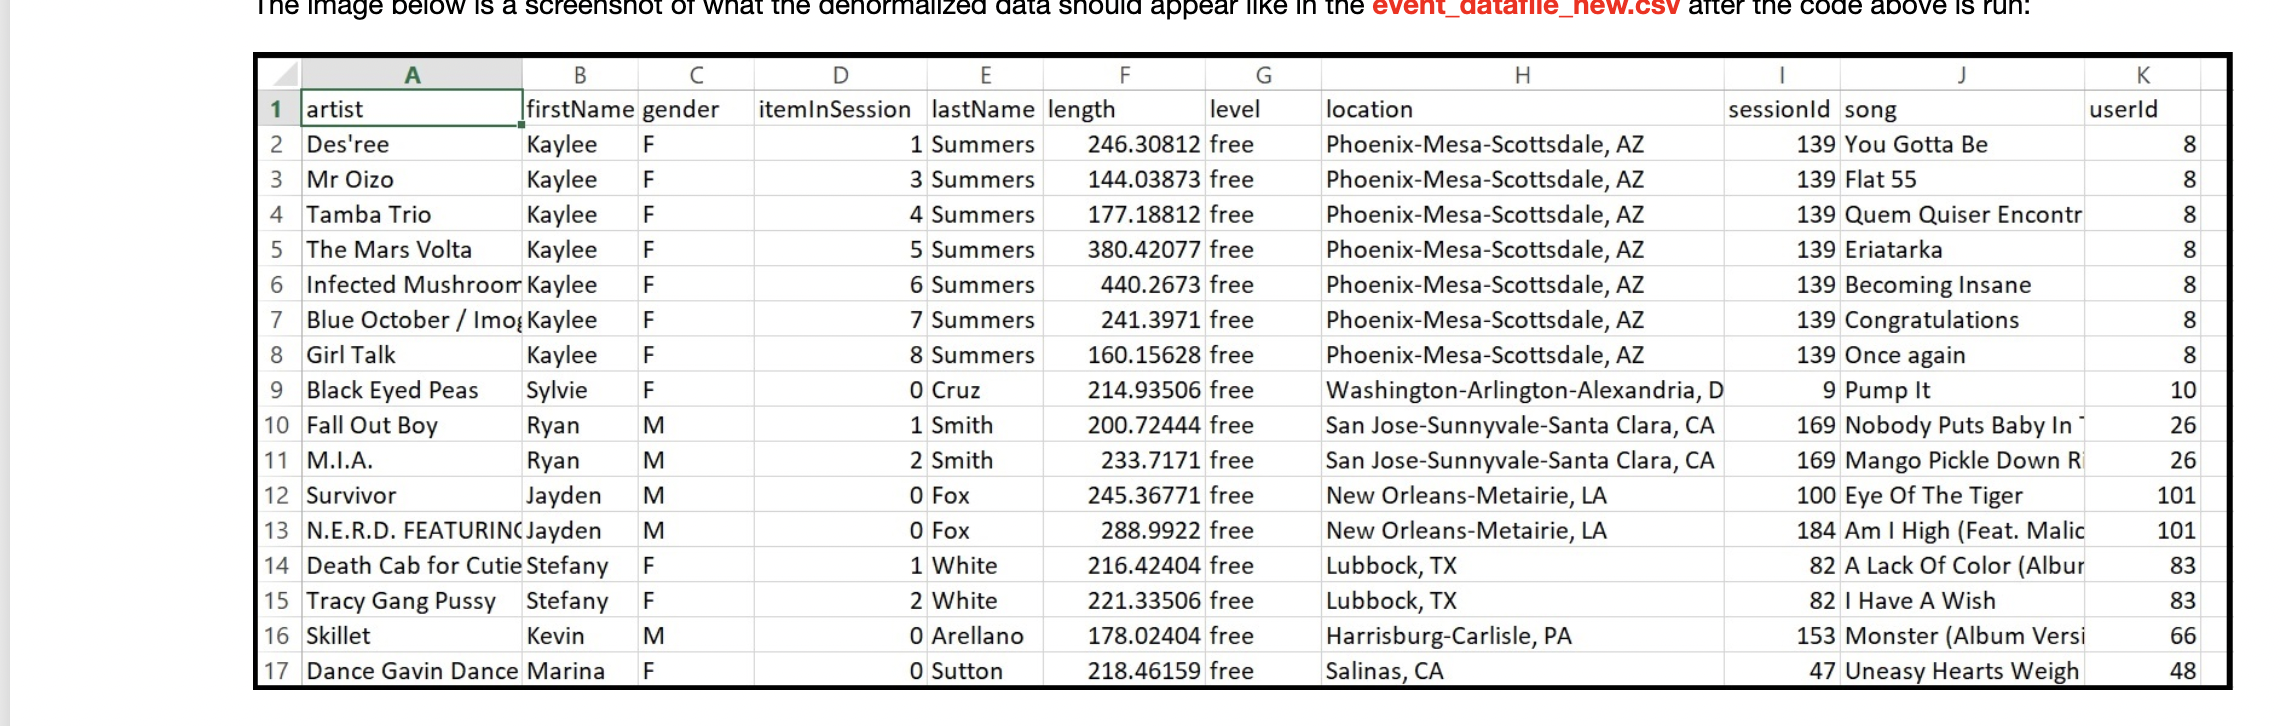 The image below is a screenshot of what the denormalized data should appear like in the event_datafile_new.csv after the code above is run:
A B C D E F G H I J K
1 artist firstName gender itemInSession lastName length level location sessionId song userId
2 Des'ree Kaylee F 1 Summers 246.30812 free Phoenix-Mesa-Scottsdale, AZ 139 You Gotta Be 8
3 Mr Oizo Kaylee F 3 Summers 144.03873 free Phoenix-Mesa-Scottsdale, AZ 139 Flat 55 8
4 Tamba Trio Kaylee F 4 Summers 177.18812 free Phoenix-Mesa-Scottsdale, AZ 139 Quem Quiser Encontr 8
5 The Mars Volta Kaylee F 5 Summers 380.42077 free Phoenix-Mesa-Scottsdale, AZ 139 Eriatarka 8
6 Infected Mushroom Kaylee F 6 Summers 440.2673 free Phoenix-Mesa-Scottsdale, AZ 139 Becoming Insane 8
7 Blue October / Imog Kaylee F 7 Summers 241.3971 free Phoenix-Mesa-Scottsdale, AZ 139 Congratulations 8
8 Girl Talk Kaylee F 8 Summers 160.15628 free Phoenix-Mesa-Scottsdale, AZ 139 Once again 8
9 Black Eyed Peas Sylvie F 0 Cruz 214.93506 free Washington-Arlington-Alexandria, D 9 Pump It 10
10 Fall Out Boy Ryan M 1 Smith 200.72444 free San Jose-Sunnyvale-Santa Clara, CA 169 Nobody Puts Baby In 26
11 M.I.A. Ryan M 2 Smith 233.7171 free San Jose-Sunnyvale-Santa Clara, CA 169 Mango Pickle Down Ri 26
12 Survivor Jayden M 0 Fox 245.36771 free New Orleans-Metairie, LA 100 Eye Of The Tiger 101
13 N.E.R.D. FEATURING Jayden M 0 Fox 288.9922 free New Orleans-Metairie, LA 184 Am I High (Feat. Malic 101
14 Death Cab for Cutie Stefany F 1 White 216.42404 free Lubbock, TX 82 A Lack Of Color (Albur 83
15 Tracy Gang Pussy Stefany F 2 White 221.33506 free Lubbock, TX 82 I Have A Wish 83
16 Skillet Kevin M 0 Arellano 178.02404 free Harrisburg-Carlisle, PA 153 Monster (Album Versi 66
17 Dance Gavin Dance Marina F 0 Sutton 218.46159 free Salinas, CA 47 Uneasy Hearts Weigh 48